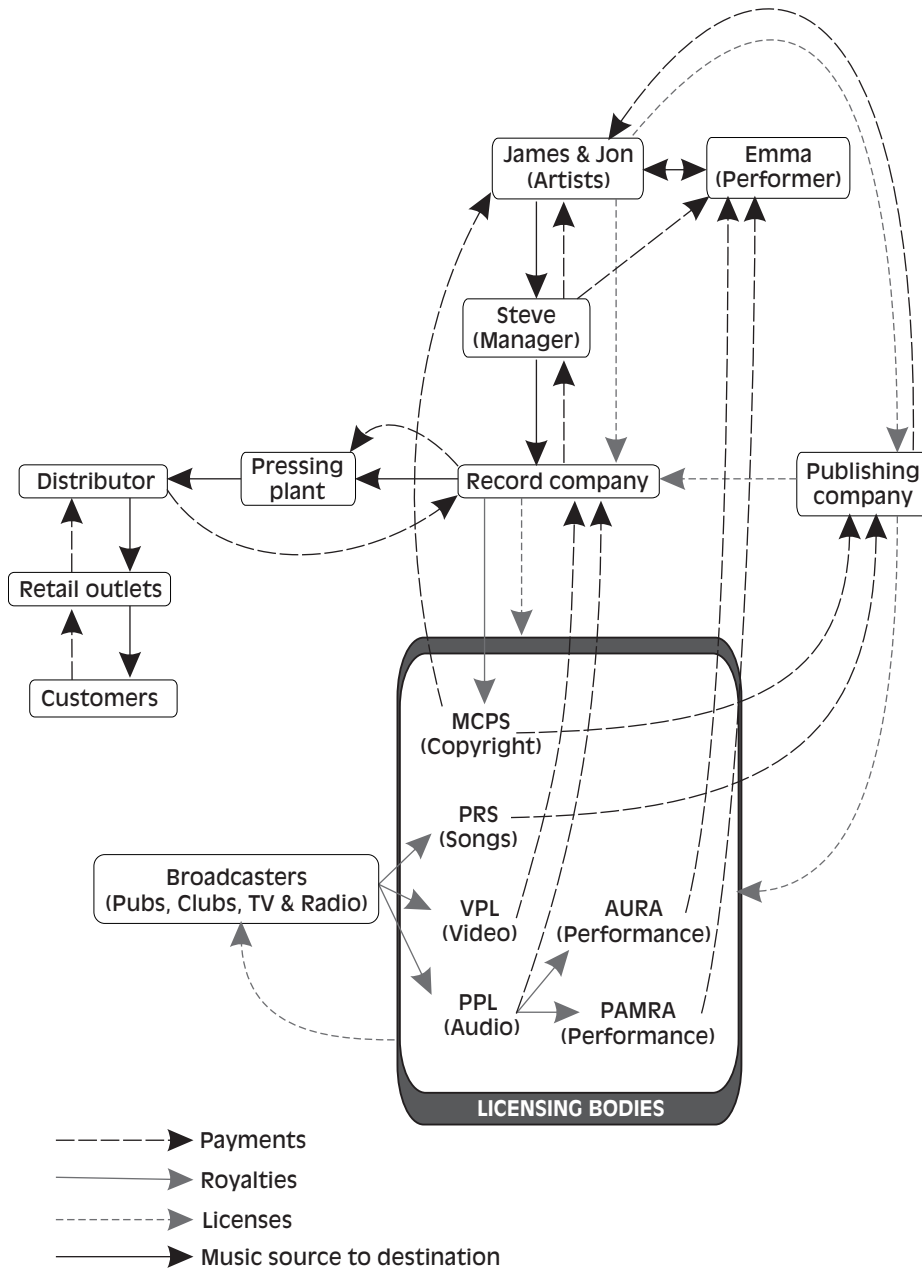 James & Jon
(Artists)
Emma
(Performer)
Steve
(Manager)
Distributor
Pressing
plant
Record company
Publishing
company
Retail outlets
Customers
MCPS
(Copyright)
PRS
(Songs)
Broadcasters
(Pubs, Clubs, TV & Radio)
VPL
(Video)
AURA
(Performance)
PPL
(Audio)
PAMRA
(Performance)
LICENSING BODIES
Payments
Royalties
Licenses
Music source to destination